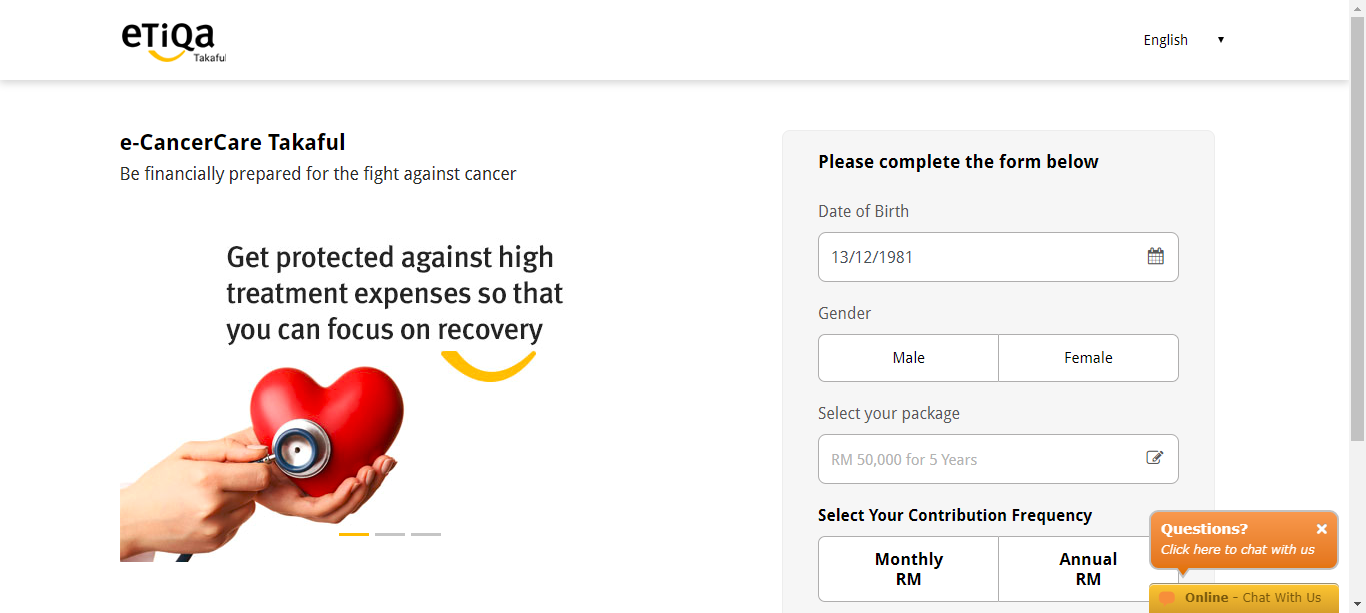 eTiQa
Takaful
English
e-CancerCare Takaful
Be financially prepared for the fight against cancer
Get protected against high
treatment expenses so that
you can focus on recovery
Please complete the form below
Date of Birth
13/12/1981
Gender
Male Female
Select your package
RM 50,000 for 5 Years
Select Your Contribution Frequency
Monthly Annual
RM RM
Questions?
Click here to chat with us
Online - Chat With Us